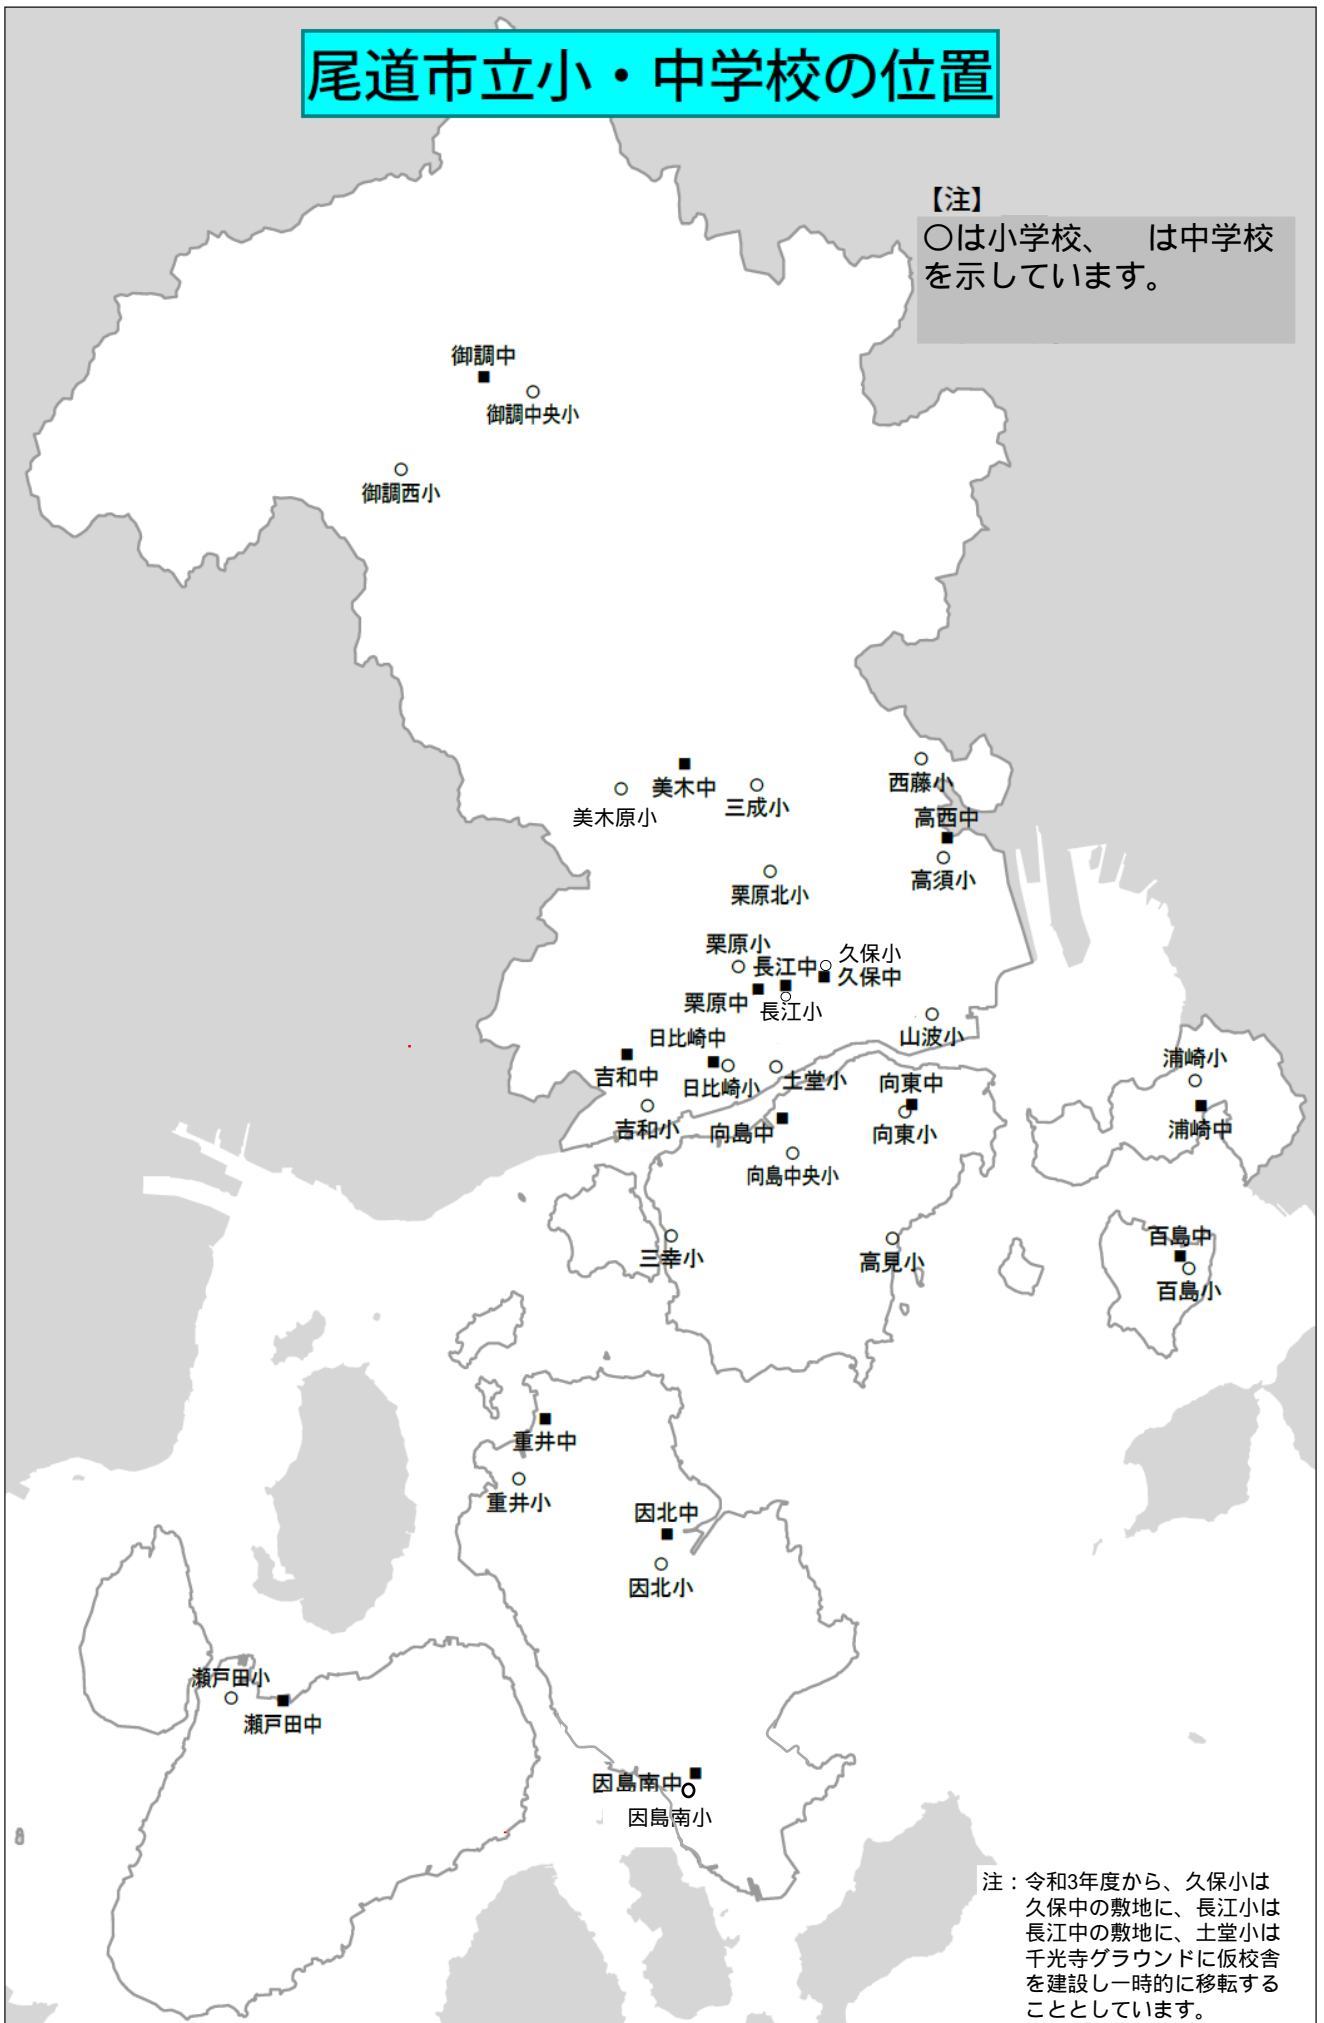 尾道市立小・中学校の位置
【注】
○は小学校、　は中学校
を示しています。
御調中
御調中央小
御調西小
美木中
美木原小
三成小
西藤小
高西中
高須小
栗原北小
栗原小
長江中
久保小
久保中
栗原中
長江小
山波小
日比崎中
吉和中
日比崎小
土堂小
向東中
浦崎小
吉和小
向島中
向東小
浦崎中
向島中央小
三幸小
高見小
百島中
百島小
重井中
重井小
因北中
因北小
瀬戸田小
瀬戸田中
因島南中
因島南小
注：令和3年度から、久保小は
久保中の敷地に、長江小は
長江中の敷地に、土堂小は
千光寺グラウンドに仮校舎
を建設し一時的に移転する
こととしています。